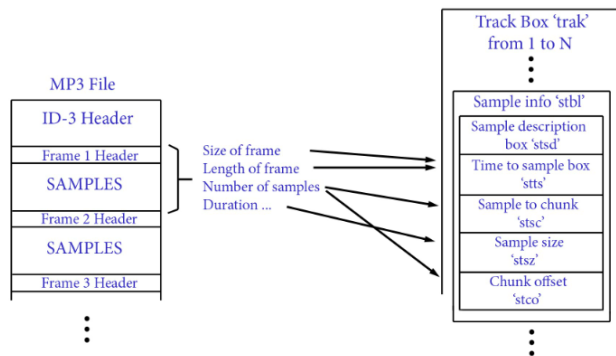 MP3 File
ID-3 Header
Frame 1 Header
SAMPLES
Frame 2 Header
SAMPLES
Frame 3 Header
Size of frame
Length of frame
Number of samples
Duration ...
Track Box ‘trak’
from 1 to N
Sample info ‘stbl’
Sample description
box ‘stsd’
Time to sample box
‘stts’
Sample to chunk
‘stsc’
Sample size
‘stsz’
Chunk offset
‘stco’